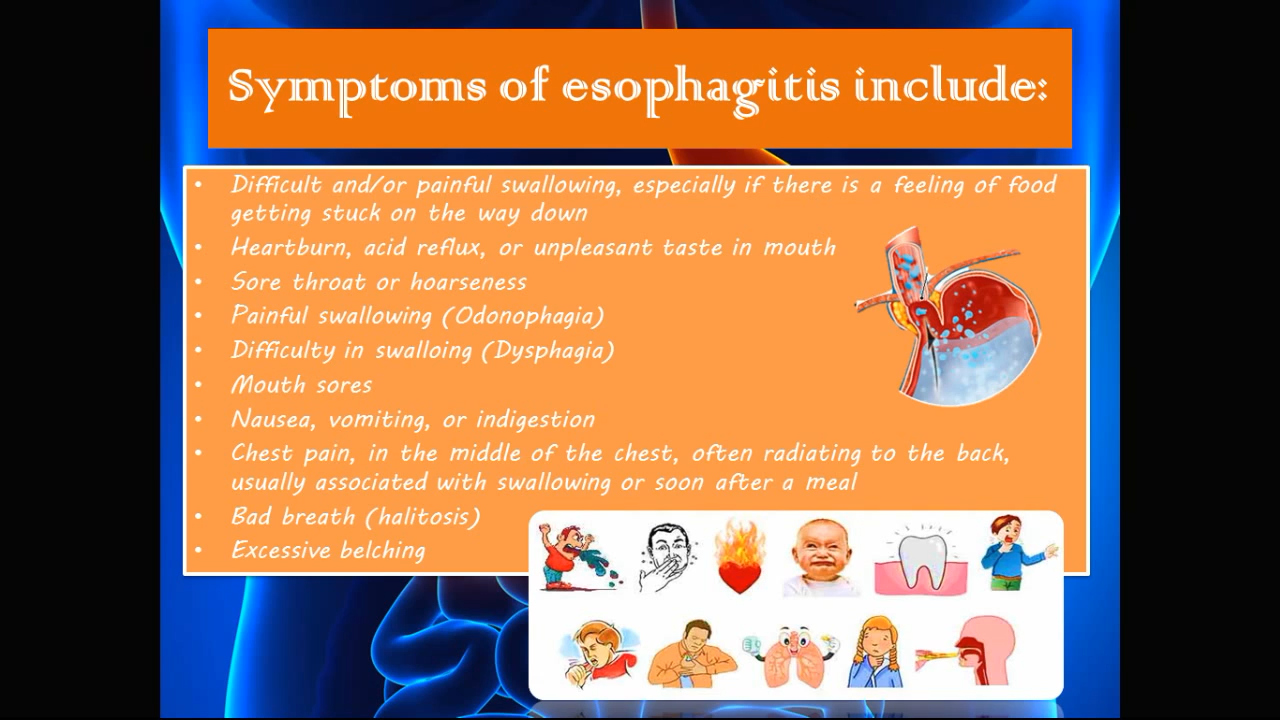 Symptoms of esophagitis include:
• Difficult and/or painful swallowing, especially if there is a feeling of food
getting stuck on the way down
• Heartburn, acid reflux, or unpleasant taste in mouth
• Sore throat or hoarseness
• Painful swallowing (Odonophagia)
• Difficulty in swalloing (Dysphagia)
• Mouth sores
• Nausea, vomiting, or indigestion
• Chest pain, in the middle of the chest, often radiating to the back,
usually associated with swallowing or soon after a meal
• Bad breath (halitosis)
• Excessive belching